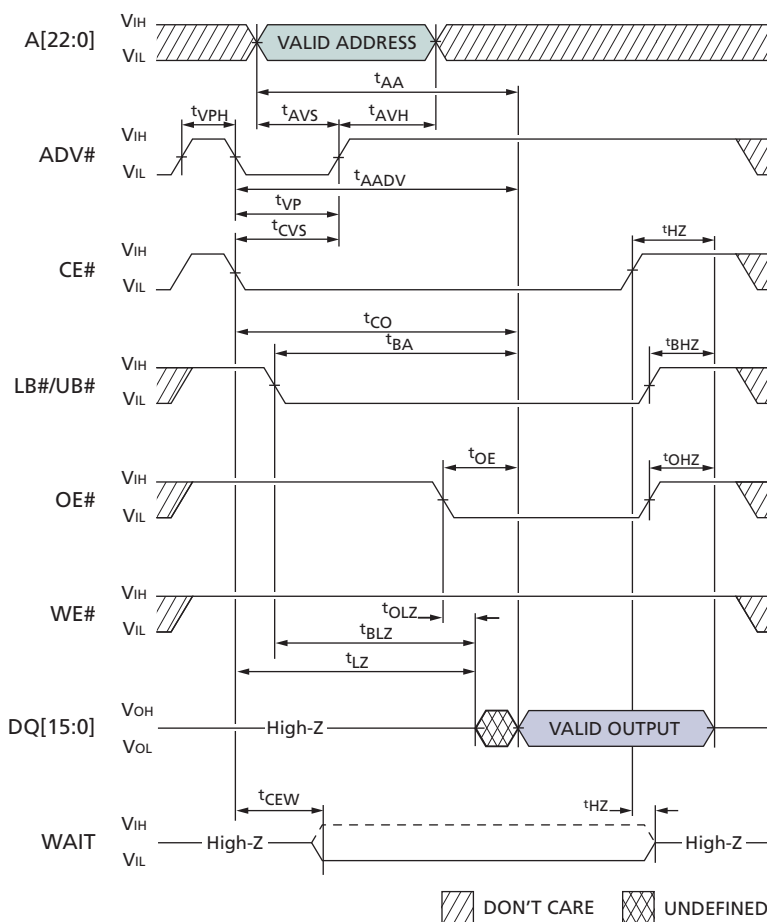 A[22:0] VIH VIL VALID ADDRESS
tAA
tVPH tAVS tAVH
ADV# VIH VIL
tAADV
tVP
tCVS
CE# VIH VIL tHZ
tCO
tBA
LB#/UB# VIH VIL tBHZ
OE# VIH VIL tOE tOHZ
WE# VIH VIL
tOLZ
tBLZ
tLZ
DQ[15:0] VOH VOL High-Z VALID OUTPUT
tCEW tHZ
WAIT VIH VIL High-Z High-Z
DON'T CARE UNDEFINED